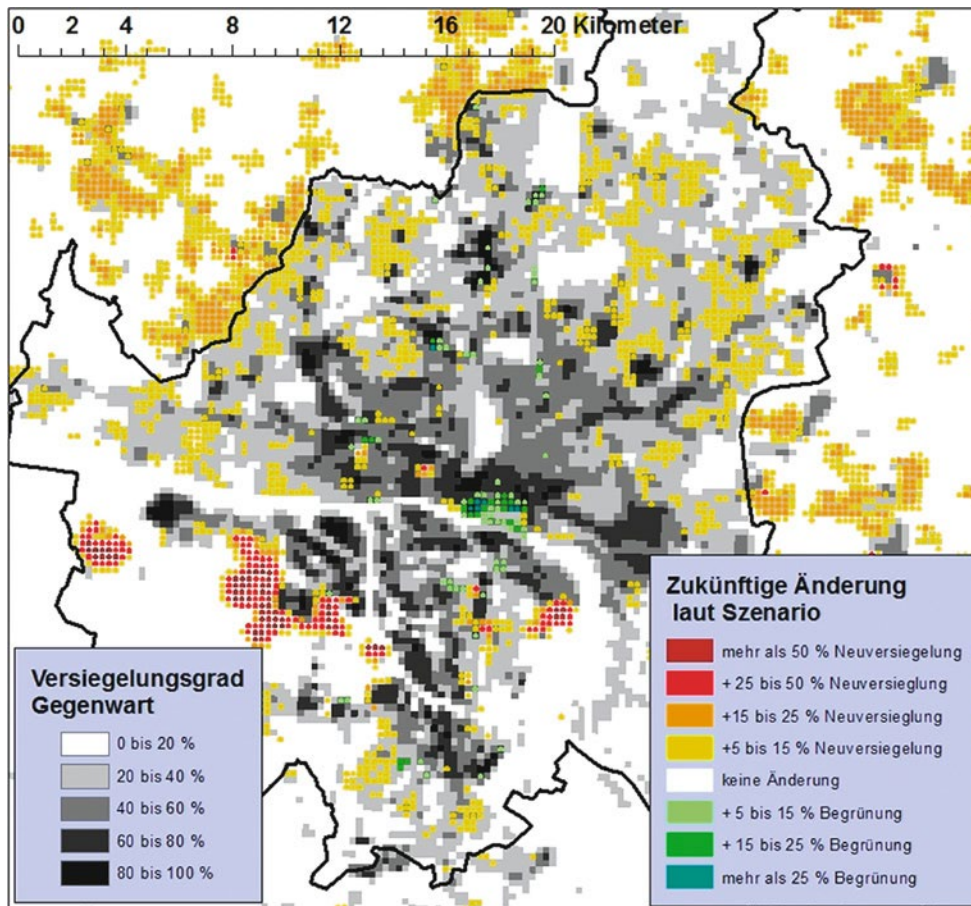 0 4 8 12 16 20 Kilometer
Versiegelungsgrad
Gegenwart
0 bis 20 %
20 bis 40 %
40 bis 60 %
60 bis 80 %
80 bis 100 %
Zukünftige Änderung
laut Szenario
mehr als 50 % Neuversiegelung
+ 25 bis 50 % Neuversieglung
+15 bis 25 % Neuversieglung
+5 bis 15 % Neuversiegelung
keine Änderung
+ 5 bis 15 % Begrünung
+ 15 bis 25 % Begrünung
mehr als 25 % Begrünung